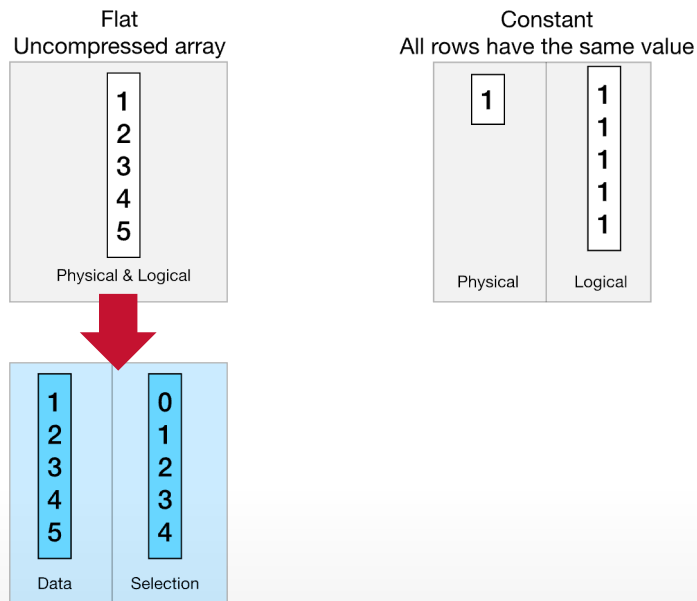 Flat
Uncompressed array
1
2
3
4
5
Physical & Logical
Constant
All rows have the same value
1
Physical
1
1
1
1
1
Logical
1
2
3
4
5
Data
0
1
2
3
4
Selection